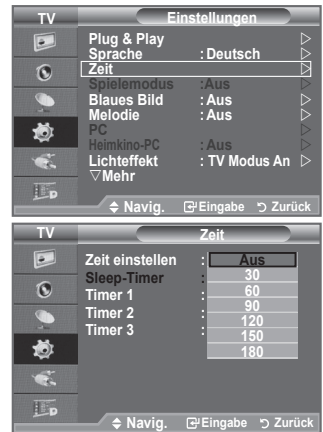 TV Einstellungen
Plug & Play
Sprache : Deutsch
Zeit
Spielemodus :Aus
Blaues Bild : Aus
Melodie : Aus
PC
Heimkino-PC : Aus
Lichteffekt : TV Modus An
▽Mehr
Navig. Eingabe Zurück
TV Zeit
Zeit einstellen : Aus
Sleep-Timer : 30
60
Timer 1 :
90
Timer 2 :
120
Timer 3 :
150
180
Navig. Eingabe Zurück